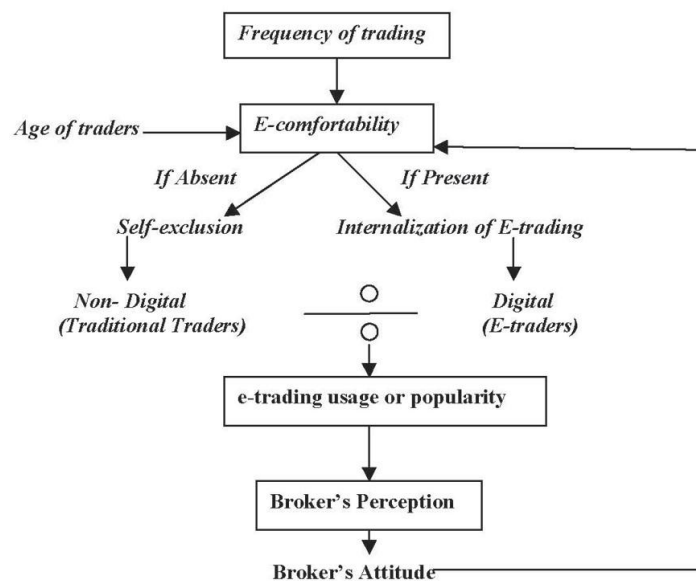 Frequency of trading
Age of traders
E-comfortability
If Absent
If Present
Self-exclusion
Internalization of E-trading
Non- Digital
(Traditional Traders)
Digital
(E-traders)
e-trading usage or popularity
Broker’s Perception
Broker’s Attitude